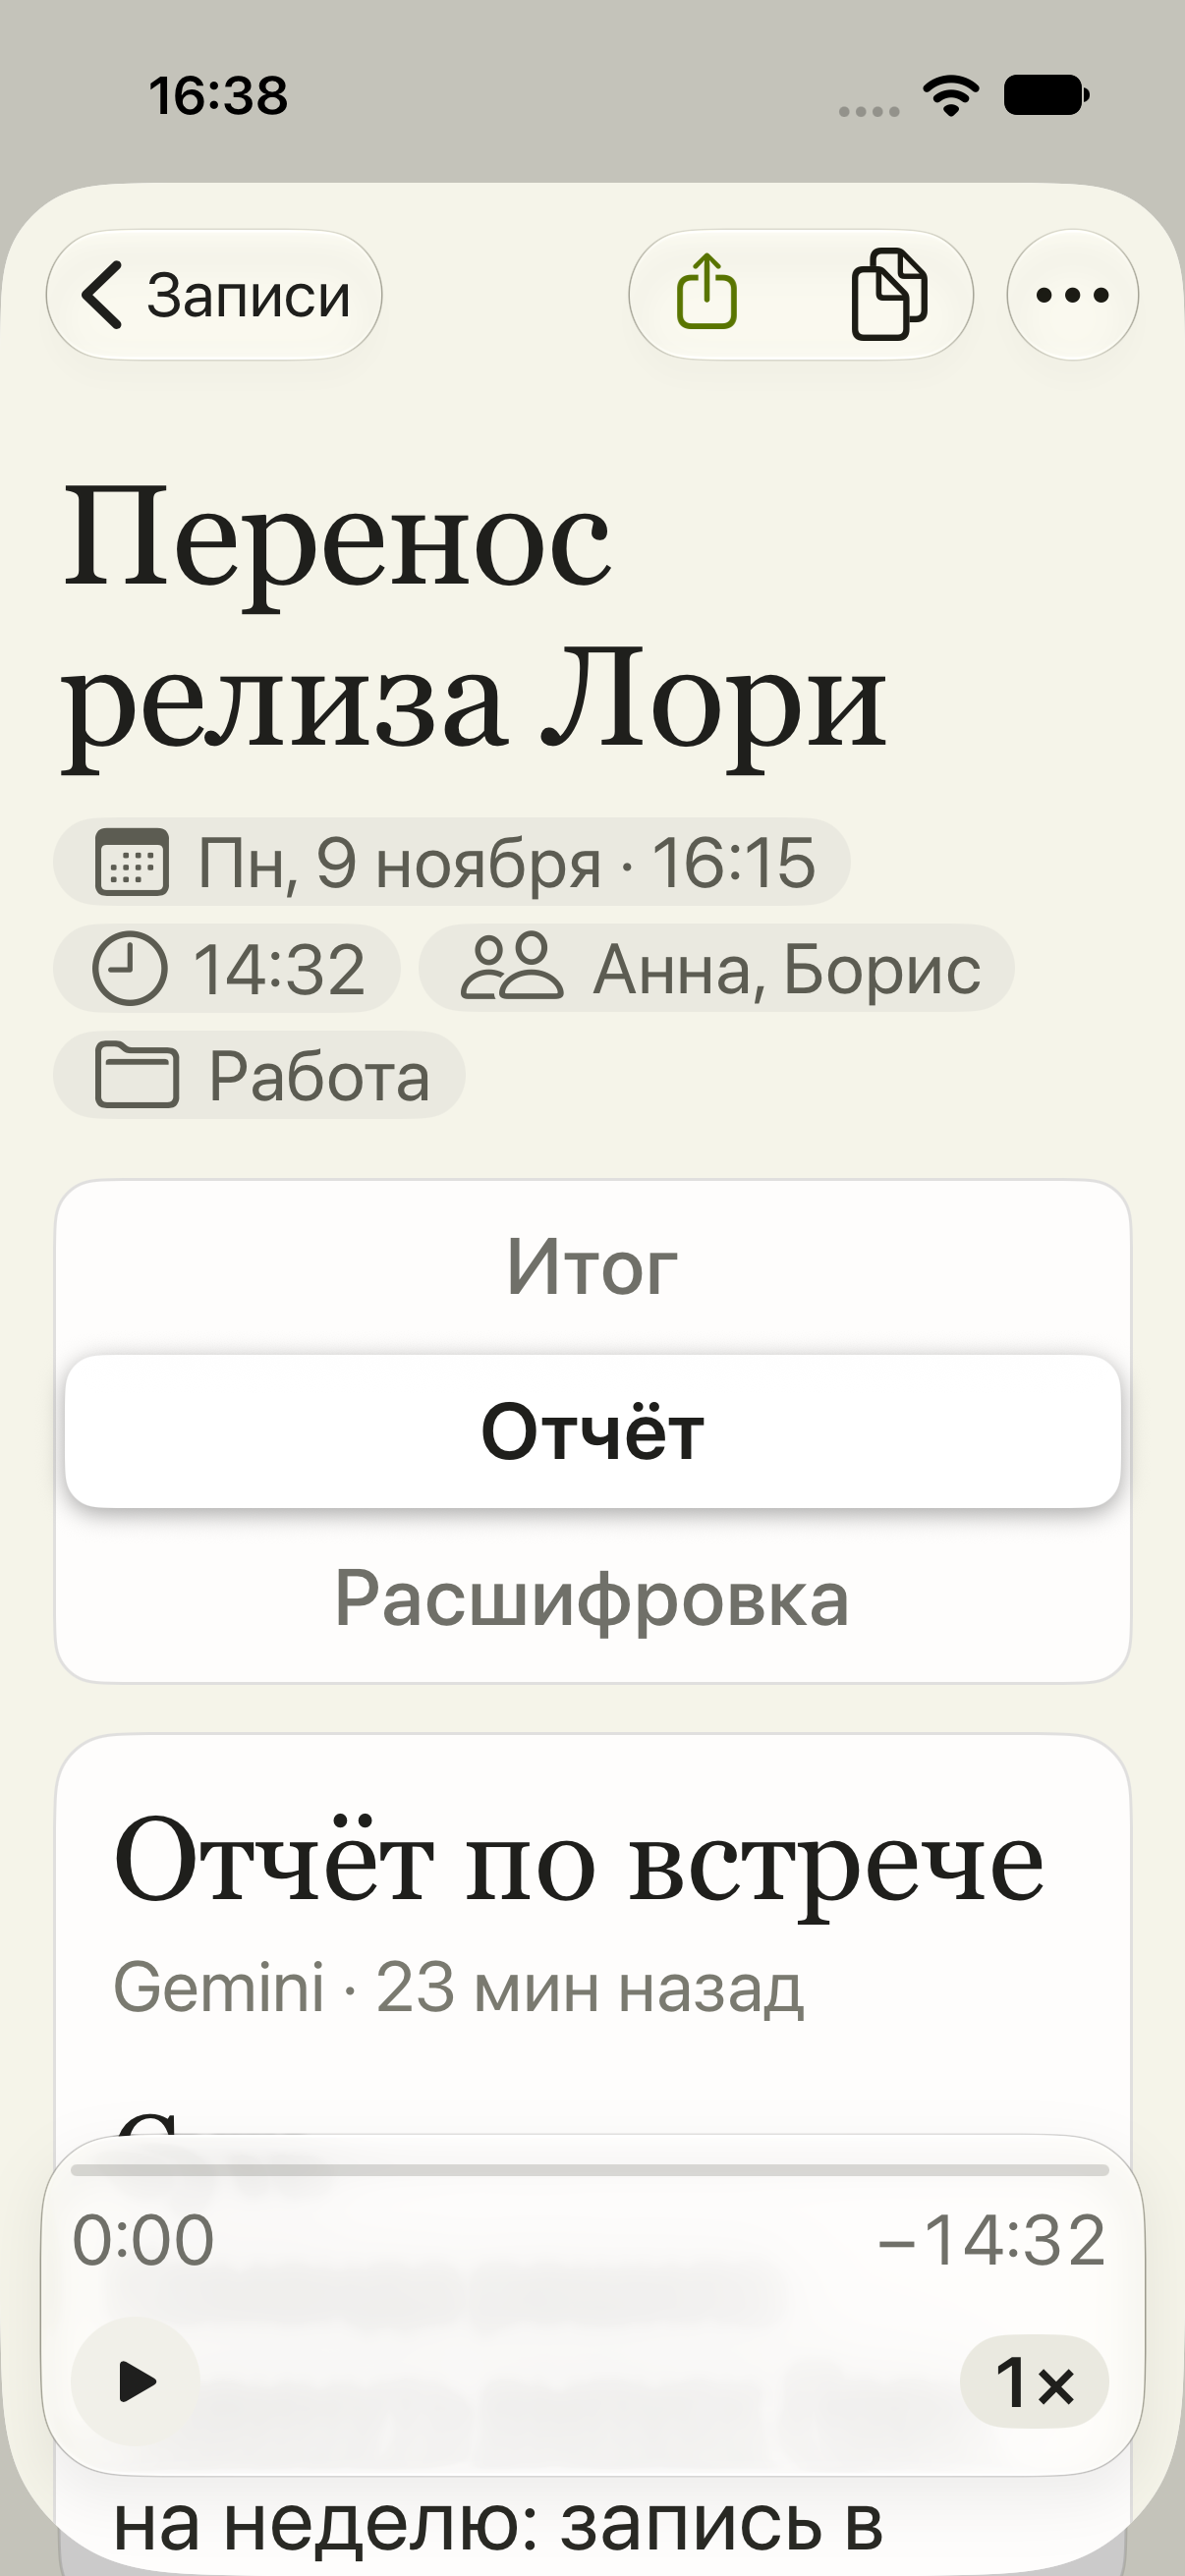 16:38
Записи
Перенос
релиза Лори
Пн, 9 ноября · 16:15
14:32
Анна, Борис
Работа
Итог
Отчёт
Расшифровка
Отчёт по встрече
Gemini · 23 мин назад
0:00
–14:32
1×
на неделю: запись в